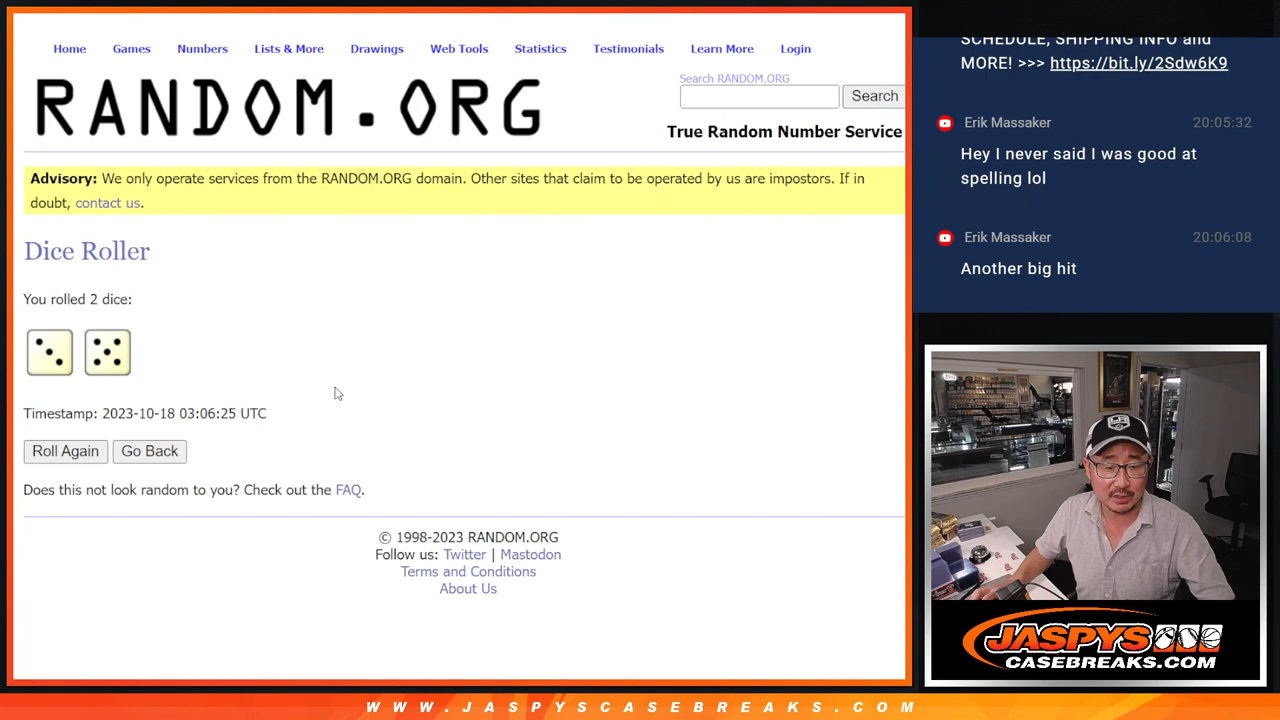 Home Games Numbers Lists & More Drawings Web Tools Statistics Testimonials Learn More Login
RANDOM.ORG
Search RANDOM.ORG
Search
True Random Number Service
Advisory: We only operate services from the RANDOM.ORG domain. Other sites that claim to be operated by us are impostors. If in
doubt, contact us.
Dice Roller
You rolled 2 dice:
Timestamp: 2023-10-18 03:06:25 UTC
Roll Again Go Back
Does this not look random to you? Check out the FAQ.
© 1998-2023 RANDOM.ORG
Follow us: Twitter | Mastodon
Terms and Conditions
About Us
SCHEDULE, SHIPPING INFO and
MORE! >>> https://bit.ly/2Sdw6K9
Erik Massaker 20:05:32
Hey I never said I was good at
spelling lol
Erik Massaker 20:06:08
Another big hit
JASPYS
CASEBREAKS.COM
WWW.JASPYSCASEBREAKS.COM